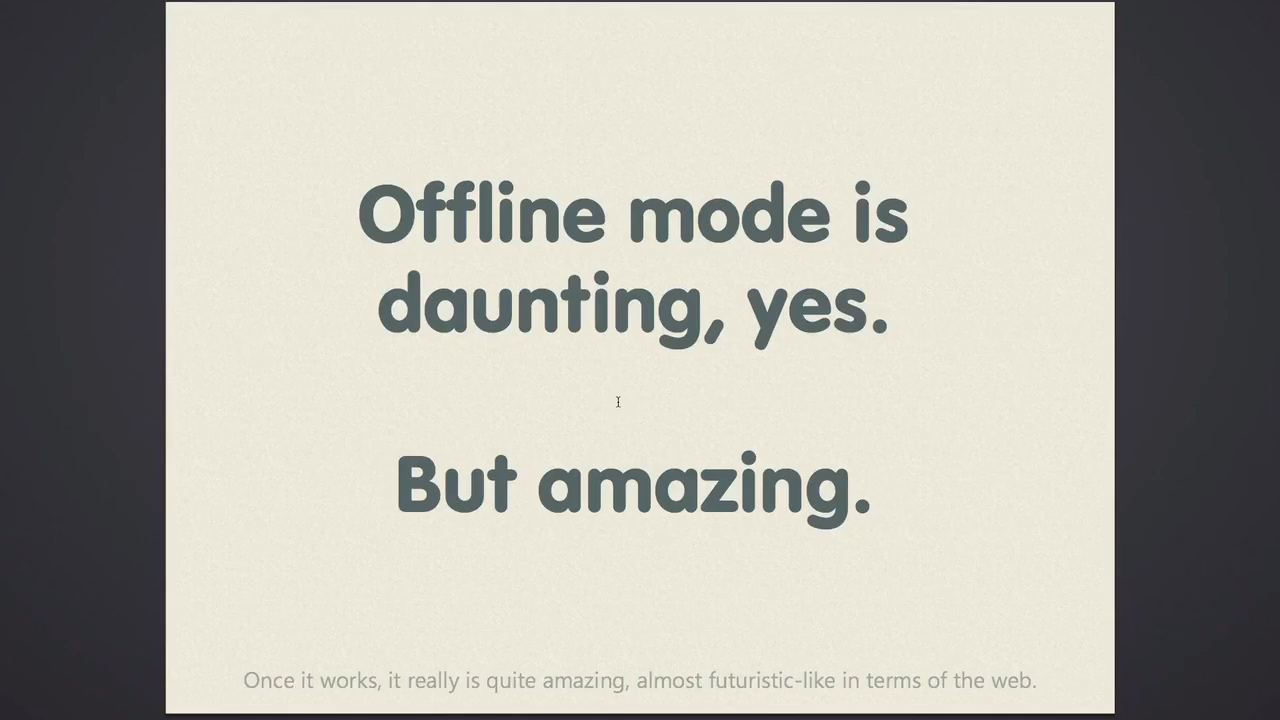 Offline mode is
daunting, yes.
But amazing.
Once it works, it really is quite amazing, almost futuristic-like in terms of the web.